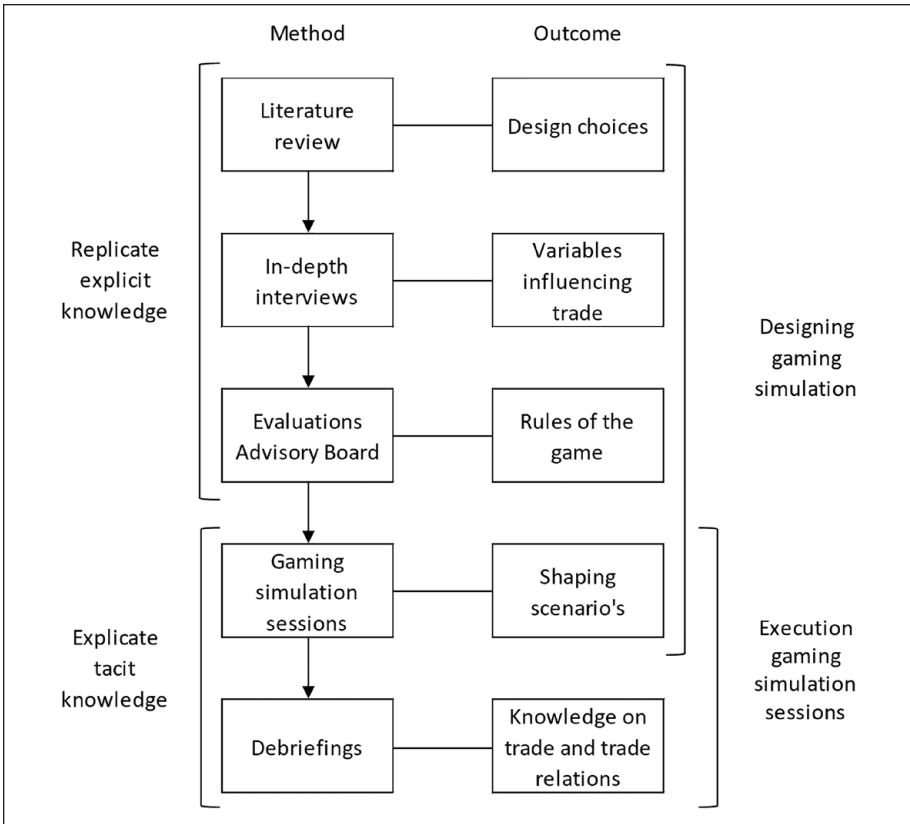 Method
Outcome
Literature
review
Design choices
Replicate
explicit
knowledge
In-depth
interviews
Variables
influencing
trade
Designing
gaming
simulation
Evaluations
Advisory Board
Rules of the
game
Gaming
simulation
sessions
Shaping
scenario's
Explicate
tacit
knowledge
Execution
gaming
simulation
sessions
Debriefings
Knowledge on
trade and trade
relations